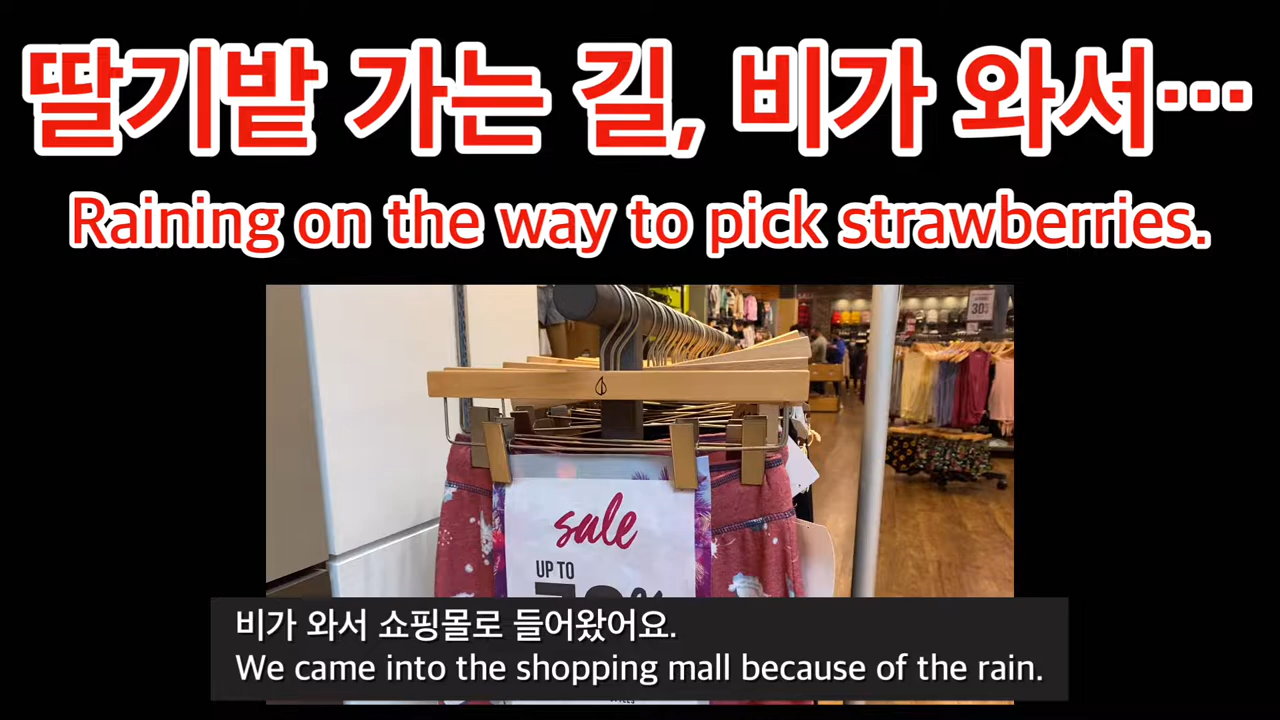 딸기밭 가는 길, 비가 와서…
Raining on the way to pick strawberries.
30%
sale
UP TO
비가 와서 쇼핑몰로 들어왔어요.
We came into the shopping mall because of the rain.